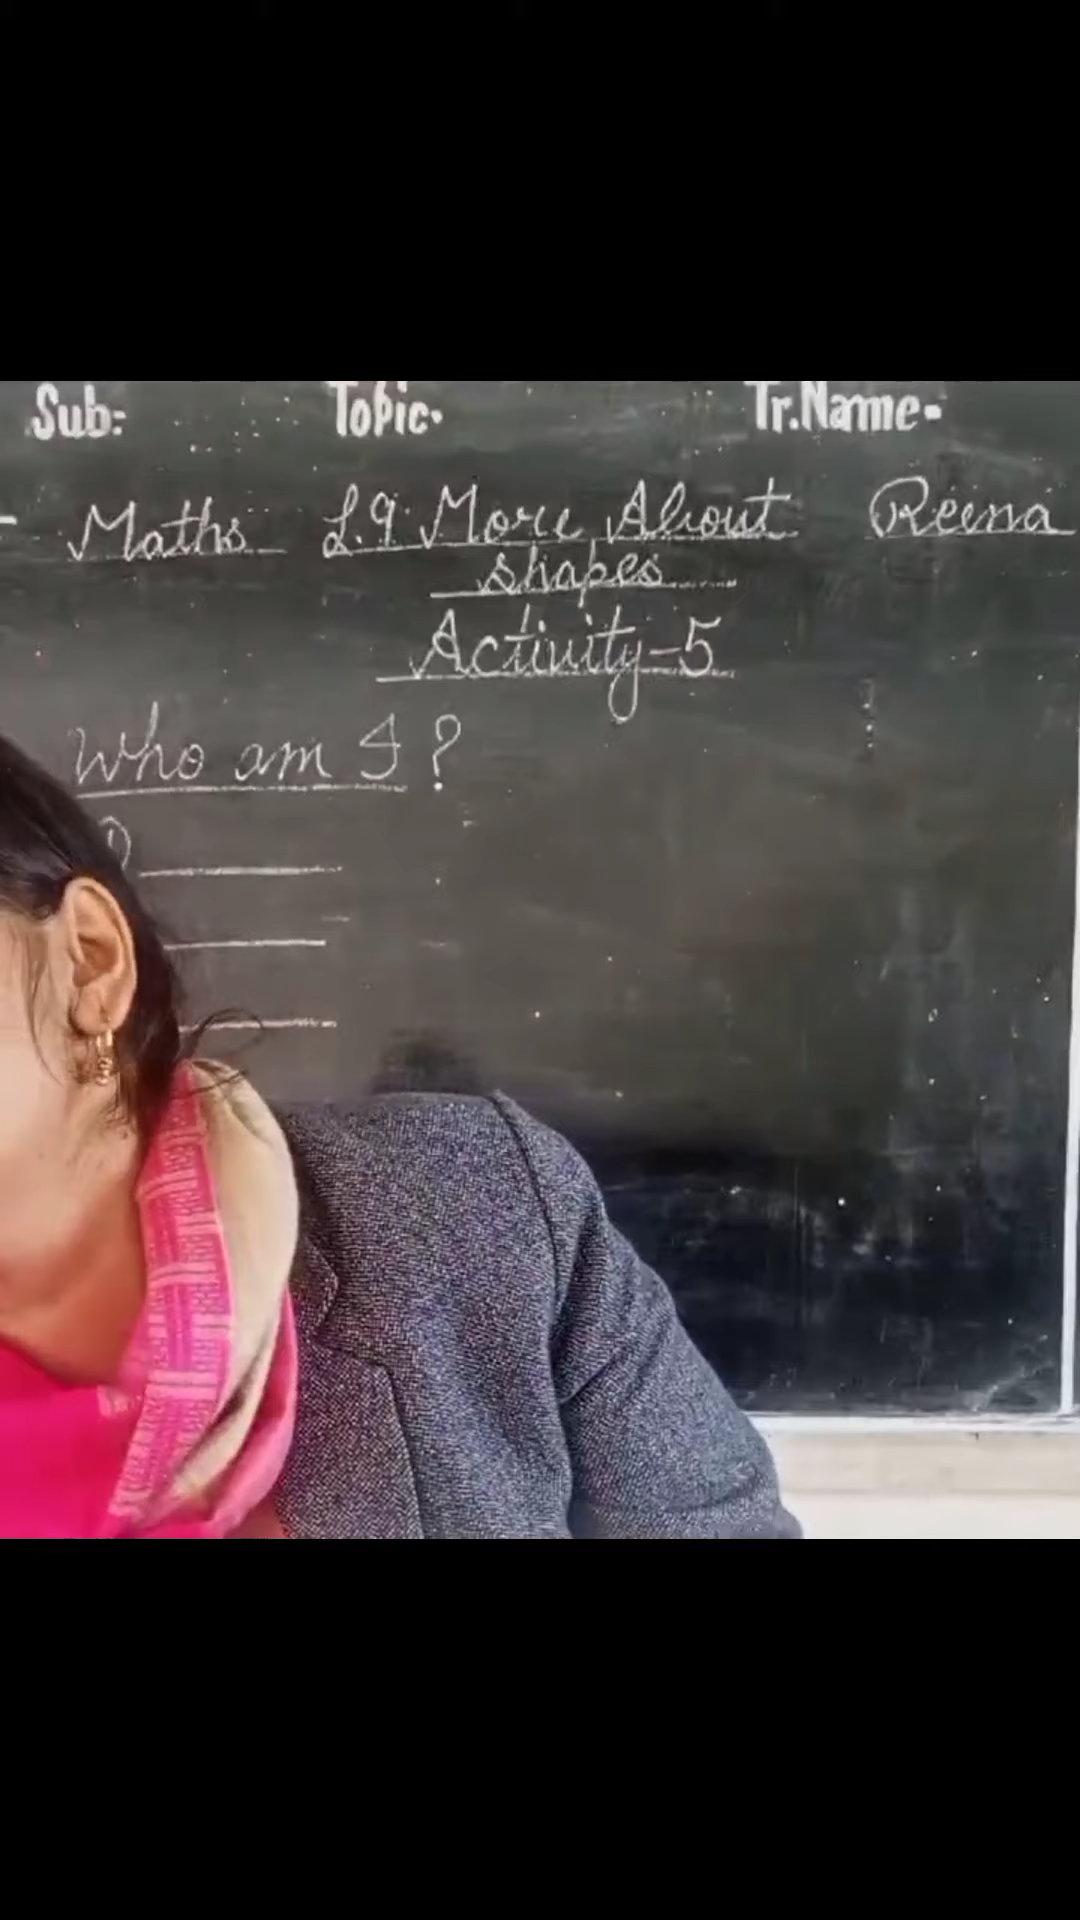 Sub:- Topic- Tr.Name-
Maths L.9 More About Reena
shapes
Activity-5
Who am I ?